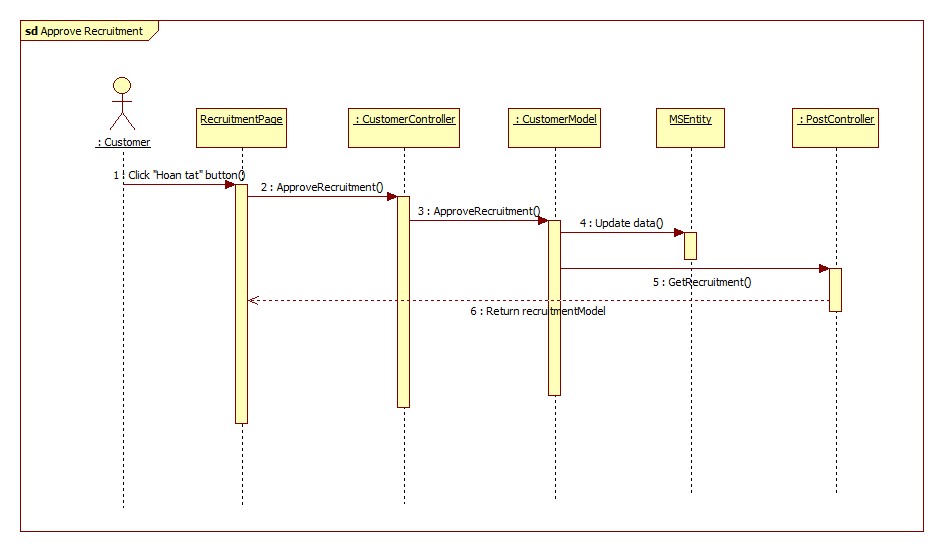 sd Approve Recruitment
: Customer
RecruitmentPage
: CustomerController
: CustomerModel
MSEntity
: PostController
1 : Click "Hoan tat" button()
2 : ApproveRecruitment()
3 : ApproveRecruitment()
4 : Update data()
5 : GetRecruitment()
6 : Return recruitmentModel